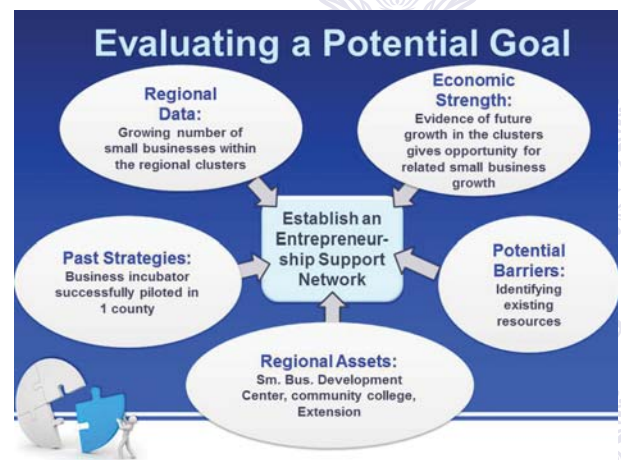 Evaluating a Potential Goal
Regional
Data:
Growing number of
small businesses within
the regional clusters
Economic
Strength:
Evidence of future
growth in the clusters
gives opportunity for
related small business
growth
Establish an
Entrepreneur-
ship Support
Network
Past Strategies:
Business incubator
successfully piloted in
1 county
Potential
Barriers:
Identifying
existing
resources
Regional Assets:
Sm. Bus. Development
Center, community college,
Extension